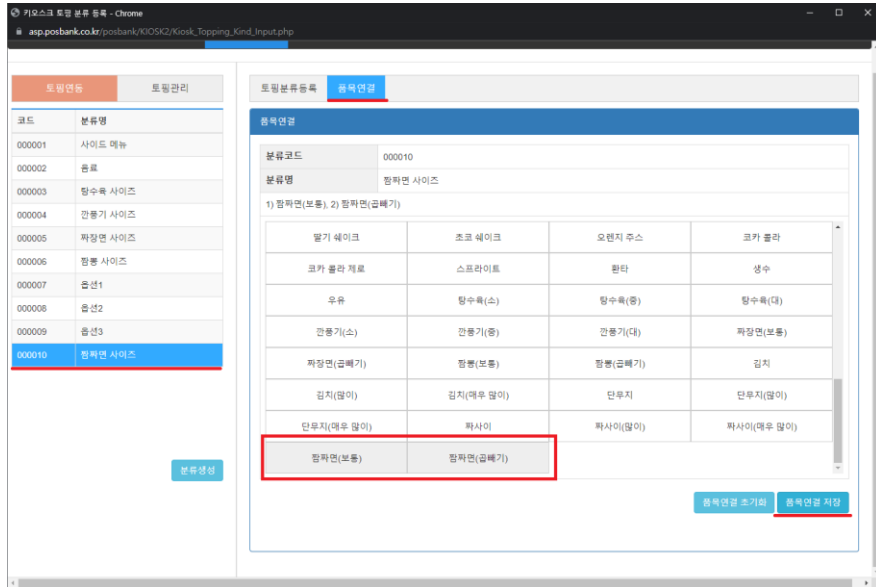 키오스크 토핑 분류 등록 - Chrome
asp.posbank.co.kr/posbank/KIOSK2/Kiosk_Topping_Kind_Input.php
토핑연동 토핑관리
코드 분류명
000001 사이드 메뉴
000002 음료
000003 탕수육 사이즈
000004 깐풍기 사이즈
000005 짜장면 사이즈
000006 짬뽕 사이즈
000007 옵션1
000008 옵션2
000009 옵션3
000010 짬짜면 사이즈
분류생성
토핑분류등록 품목연결
품목연결
분류코드 000010
분류명 짬짜면 사이즈
1) 짬짜면(보통), 2) 짬짜면(곱빼기)
딸기 쉐이크 초코 쉐이크 오렌지 주스 코카 콜라
코카 콜라 제로 스프라이트 환타 생수
우유 탕수육(소) 탕수육(중) 탕수육(대)
깐풍기(소) 깐풍기(중) 깐풍기(대) 짜장면(보통)
짜장면(곱빼기) 짬뽕(보통) 짬뽕(곱빼기) 김치
김치(많이) 김치(매우 많이) 단무지 단무지(많이)
단무지(매우 많이) 짜사이 짜사이(많이) 짜사이(매우 많이)
짬짜면(보통) 짬짜면(곱빼기)
품목연결 초기화 품목연결 저장